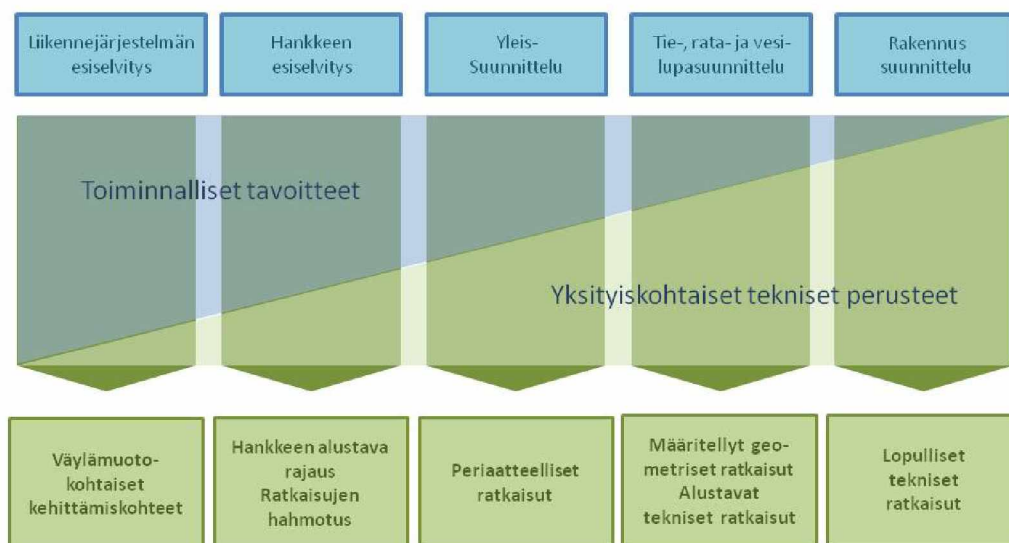 Liikennejärjestelmän
esiselvitys
Hankkeen
esiselvitys
Yleis-
Suunnittelu
Tie-, rata- ja vesi-
lupasuunnittelu
Rakennus
suunnittelu
Toiminnalliset tavoitteet
Yksityiskohtaiset tekniset perusteet
Väylämuoto-
kohtaiset
kehittämiskohteet
Hankkeen alustava
rajaus
Ratkaisujen
hahmotus
Periaatteelliset
ratkaisut
Määritellyt geo-
metriset ratkaisut
Alustavat
tekniset ratkaisut
Lopulliset
tekniset
ratkaisut